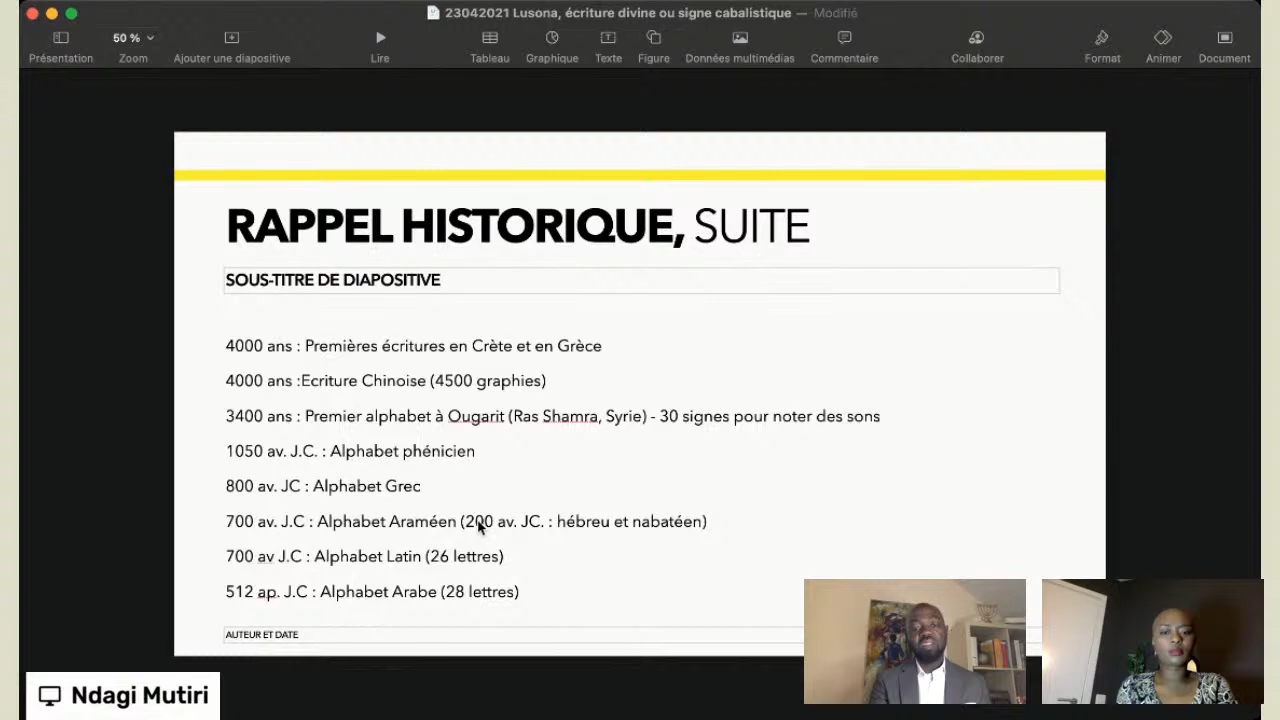 23042021 Lusona, écriture divine ou signe cabalistique — Modifié
50 %
Présentation Zoom Ajouter une diapositive Lire Tableau Graphique Texte Figure Données multimédias Commentaire Collaborer Format Animer Document
RAPPEL HISTORIQUE, SUITE
SOUS-TITRE DE DIAPOSITIVE
4000 ans : Premières écritures en Crète et en Grèce
4000 ans :Ecriture Chinoise (4500 graphies)
3400 ans : Premier alphabet à Ougarit (Ras Shamra, Syrie) - 30 signes pour noter des sons
1050 av. J.C. : Alphabet phénicien
800 av. JC : Alphabet Grec
700 av. J.C : Alphabet Araméen (200 av. JC. : hébreu et nabatéen)
700 av J.C : Alphabet Latin (26 lettres)
512 ap. J.C : Alphabet Arabe (28 lettres)
AUTEUR ET DATE
Ndagi Mutiri